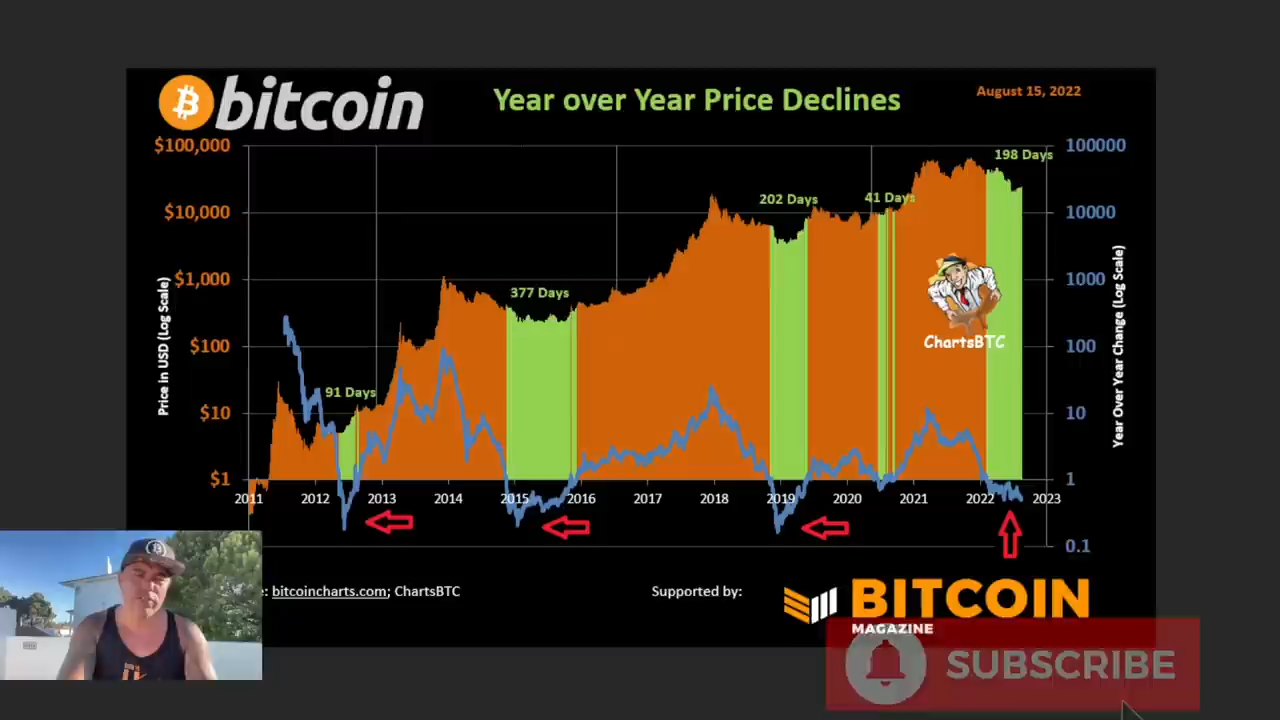 bitcoin
Year over Year Price Declines
August 15, 2022
$100,000
$10,000
$1,000
$100
$10
$1
Price in USD (Log Scale)
100000
10000
1000
100
10
1
0.1
Year Over Year Change (Log Scale)
91 Days
377 Days
202 Days
41 Days
198 Days
ChartsBTC
2011 2012 2013 2014 2015 2016 2017 2018 2019 2020 2021 2022 2023
: bitcoincharts.com; ChartsBTC
Supported by:
BITCOIN
MAGAZINE
SUBSCRIBE